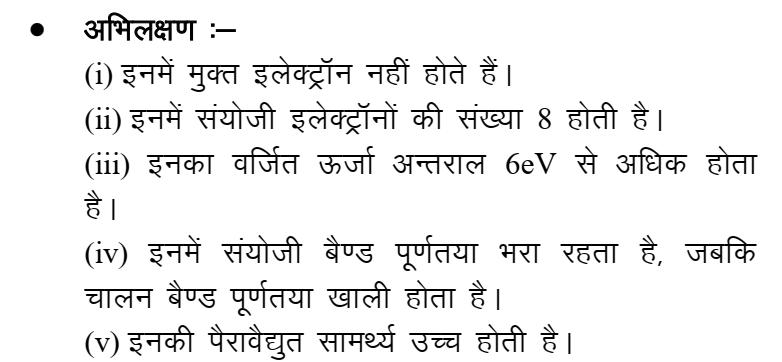 • अभिलक्षण :–
(i) इनमें मुक्त इलेक्ट्रॉन नहीं होते हैं।
(ii) इनमें संयोजी इलेक्ट्रॉनों की संख्या 8 होती है।
(iii) इनका वर्जित ऊर्जा अन्तराल 6eV से अधिक होता
है।
(iv) इनमें संयोजी बैण्ड पूर्णतया भरा रहता है, जबकि
चालन बैण्ड पूर्णतया खाली होता है।
(v) इनकी पैरावैद्युत सामर्थ्य उच्च होती है।